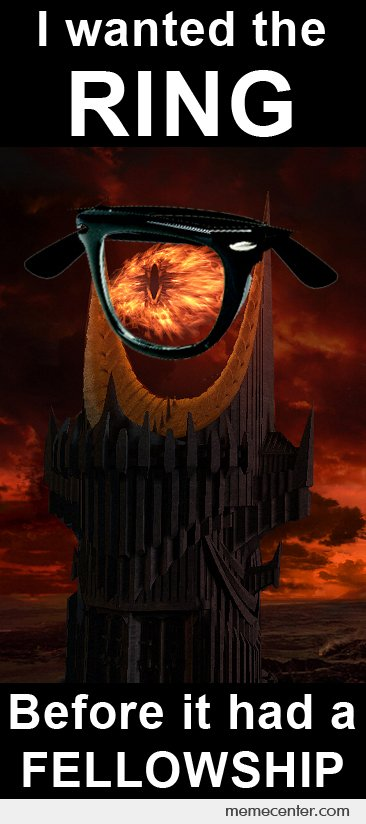 I wanted the
RING
Before it had a
FELLOWSHIP
memecenter.com